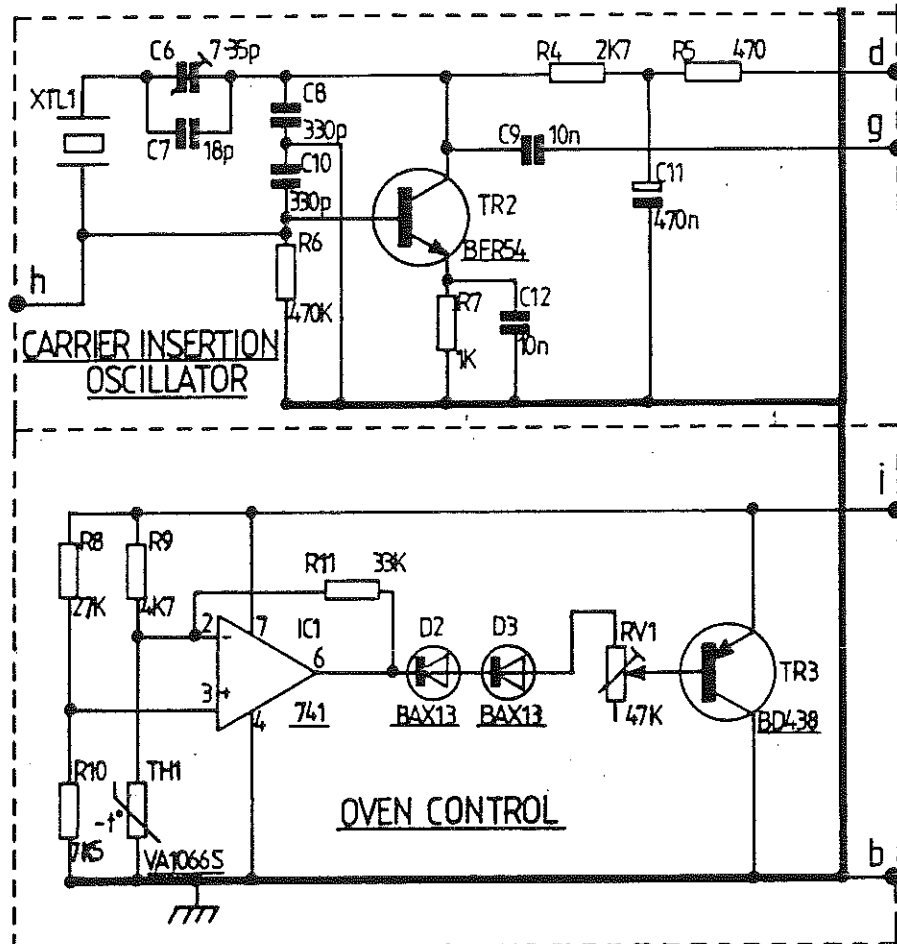 C6 7-35p
R4 2K7 R5 470 d
XTL1
C8
330p
C7 18p
C9 10n
g
C10
330p
C11
470n
TR2
BFR54
h
R6
470K
R7
1K
C12
10n
CARRIER INSERTION
OSCILLATOR
i
R8
27K
R9
4K7
R11 33K
2 -
7
IC1
6
3 +
4
741
D2
BAX13
D3
BAX13
RV1
47K
TR3
BD438
R10
7K5
TH1
-t°
VA1066S
OVEN CONTROL
b